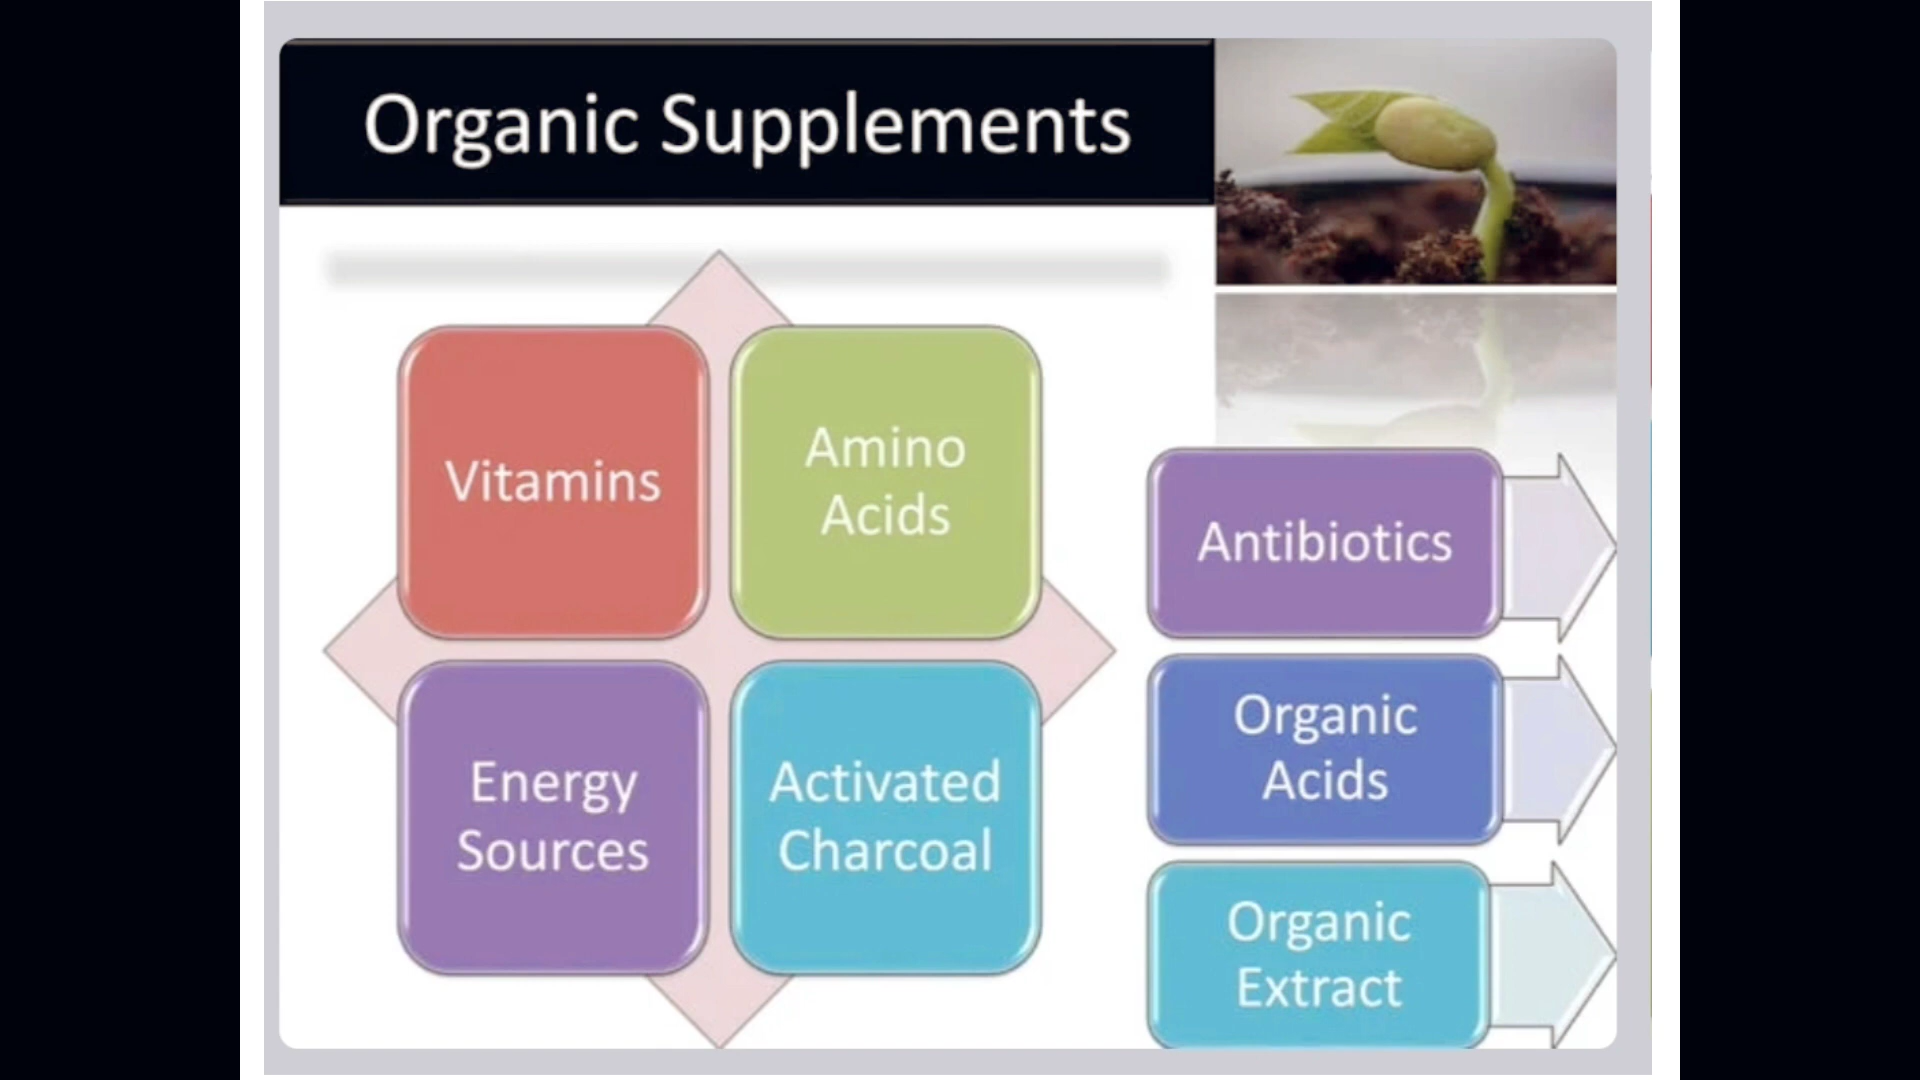 Organic Supplements
Vitamins
Amino
Acids
Energy
Sources
Activated
Charcoal
Antibiotics
Organic
Acids
Organic
Extract